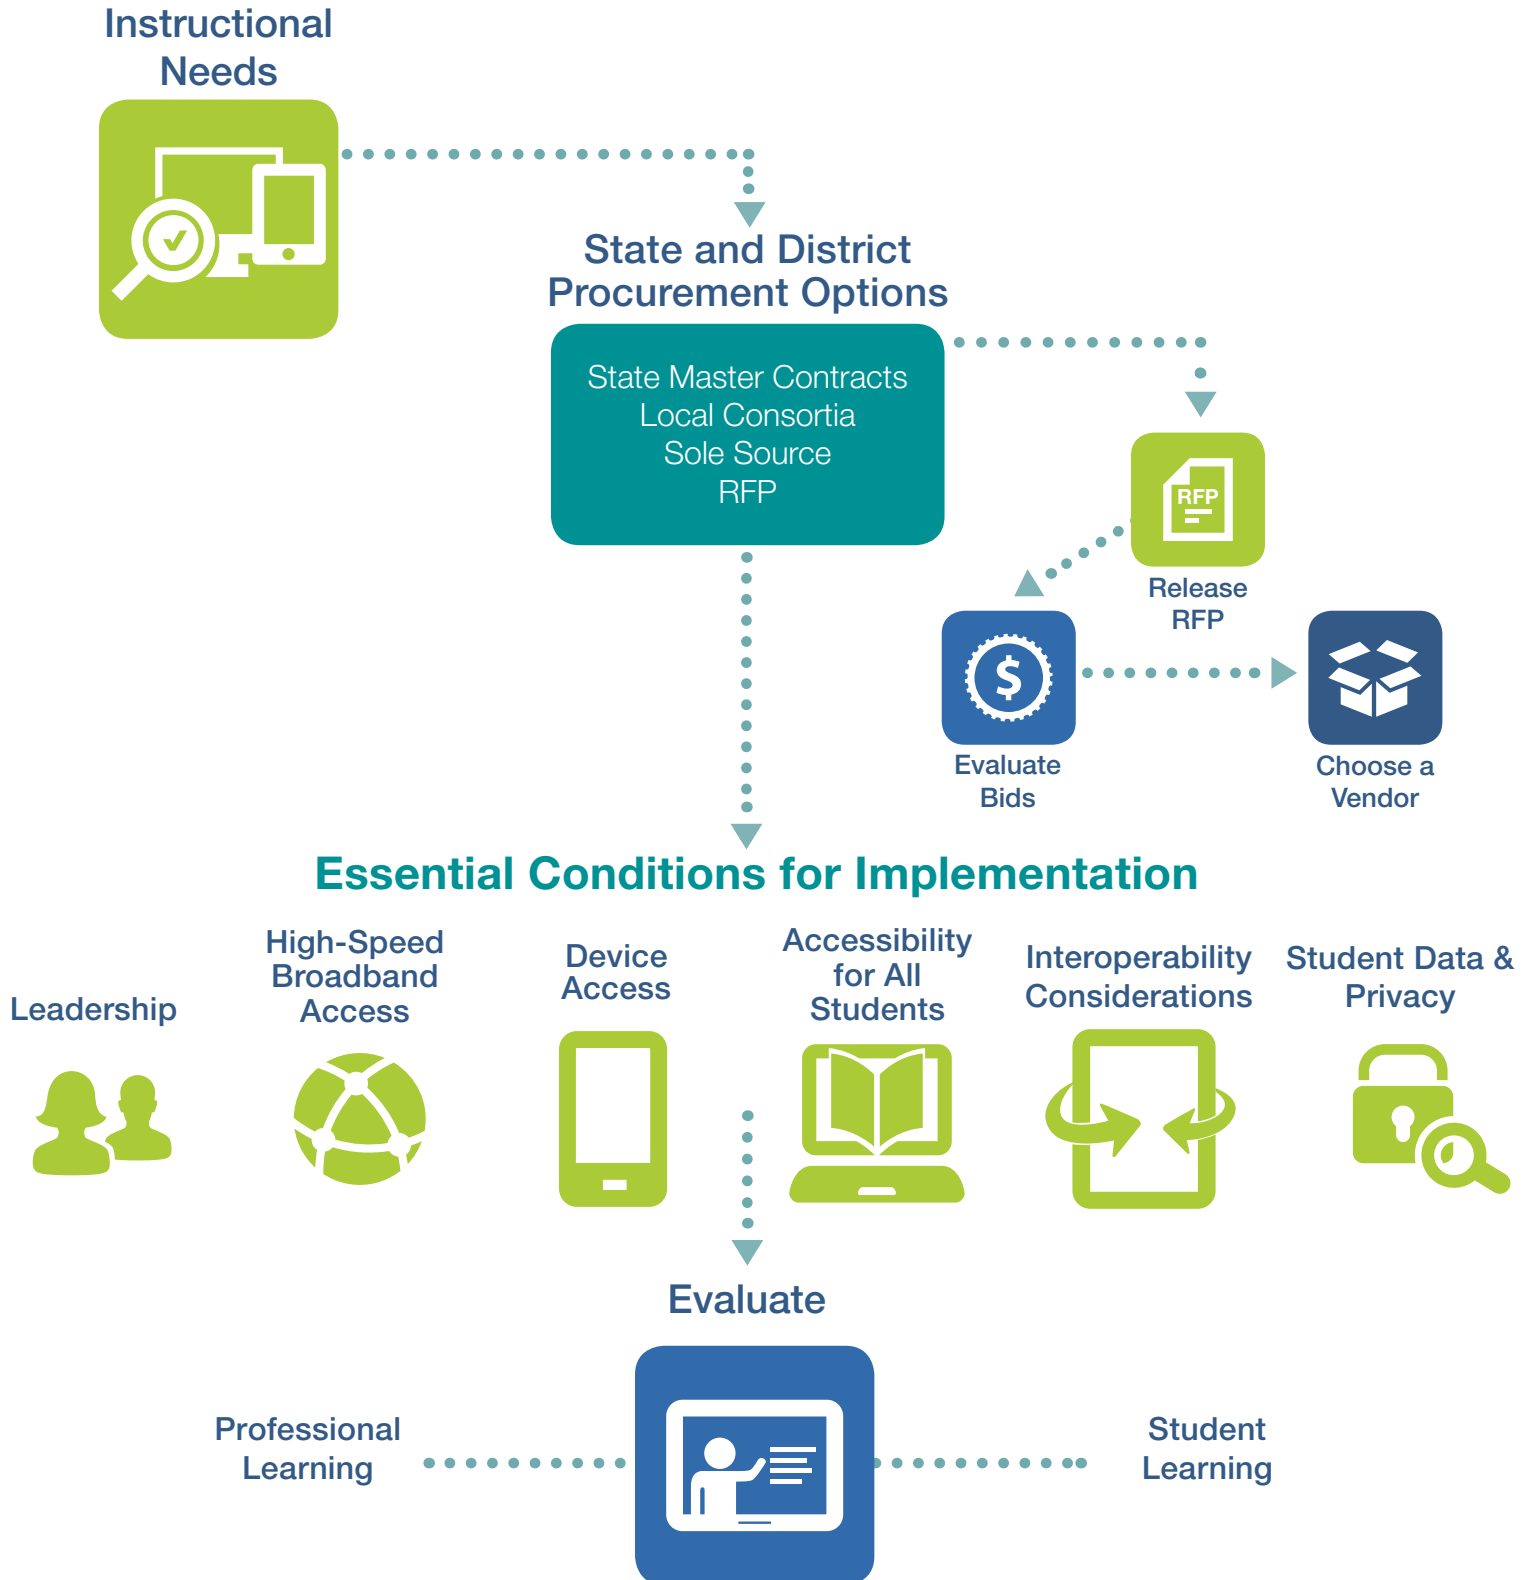 Instructional
Needs
State and District
Procurement Options
State Master Contracts
Local Consortia
Sole Source
RFP
RFP
Release
RFP
$
Evaluate
Bids
Choose a
Vendor
Essential Conditions for Implementation
Leadership
High-Speed
Broadband
Access
Device
Access
Accessibility
for All
Students
Interoperability
Considerations
Student Data &
Privacy
Evaluate
Professional
Learning
Student
Learning